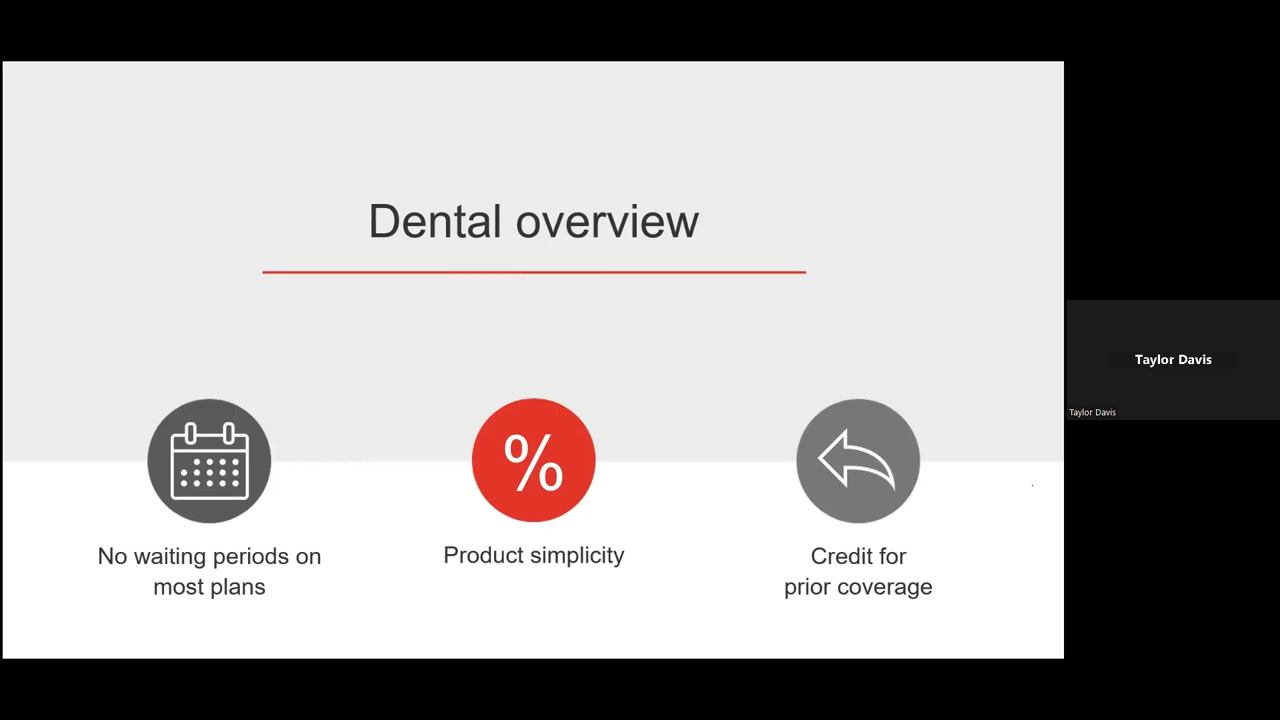 Dental overview
%
No waiting periods on
most plans
Product simplicity
Credit for
prior coverage
Taylor Davis
Taylor Davis